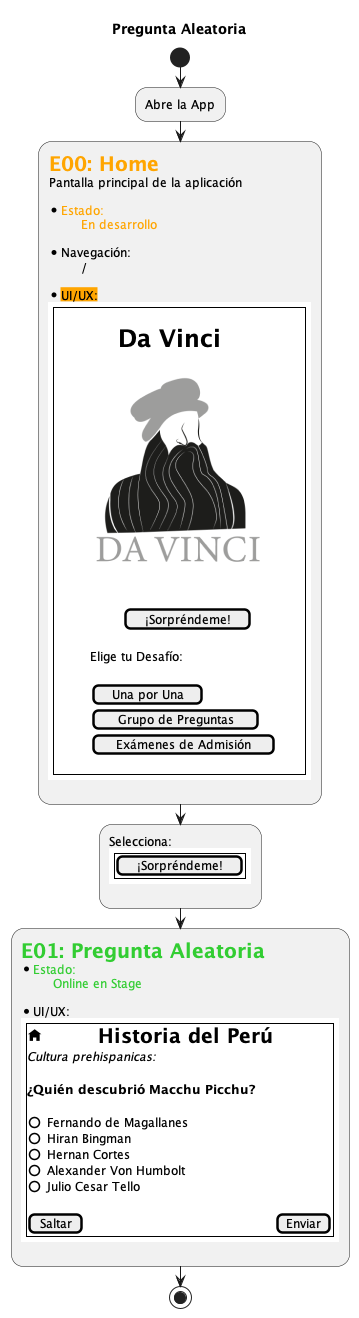 Pregunta Aleatoria
Abre la App
E00: Home
Pantalla principal de la aplicación
• Estado:
En desarrollo
• Navegación:
/
• UI/UX:
Da Vinci
DA VINCI
¡Sorpréndeme!
Elige tu Desafío:
Una por Una
Grupo de Preguntas
Exámenes de Admisión
Selecciona:
¡Sorpréndeme!
E01: Pregunta Aleatoria
• Estado:
Online en Stage
• UI/UX:
Historia del Perú
Cultura prehispanicas:
¿Quién descubrió Macchu Picchu?
Fernando de Magallanes
Hiran Bingman
Hernan Cortes
Alexander Von Humbolt
Julio Cesar Tello
Saltar Enviar